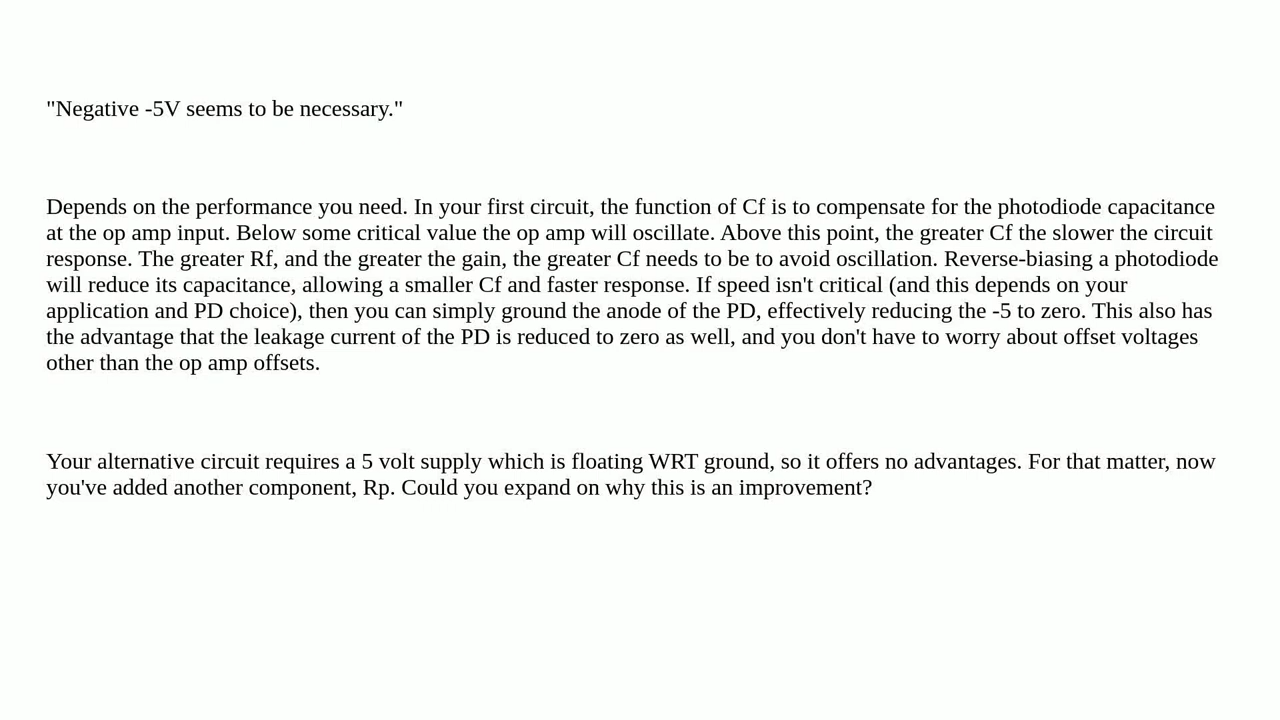 "Negative -5V seems to be necessary."
Depends on the performance you need. In your first circuit, the function of Cf is to compensate for the photodiode capacitance
at the op amp input. Below some critical value the op amp will oscillate. Above this point, the greater Cf the slower the circuit
response. The greater Rf, and the greater the gain, the greater Cf needs to be to avoid oscillation. Reverse-biasing a photodiode
will reduce its capacitance, allowing a smaller Cf and faster response. If speed isn't critical (and this depends on your
application and PD choice), then you can simply ground the anode of the PD, effectively reducing the -5 to zero. This also has
the advantage that the leakage current of the PD is reduced to zero as well, and you don't have to worry about offset voltages
other than the op amp offsets.
Your alternative circuit requires a 5 volt supply which is floating WRT ground, so it offers no advantages. For that matter, now
you've added another component, Rp. Could you expand on why this is an improvement?